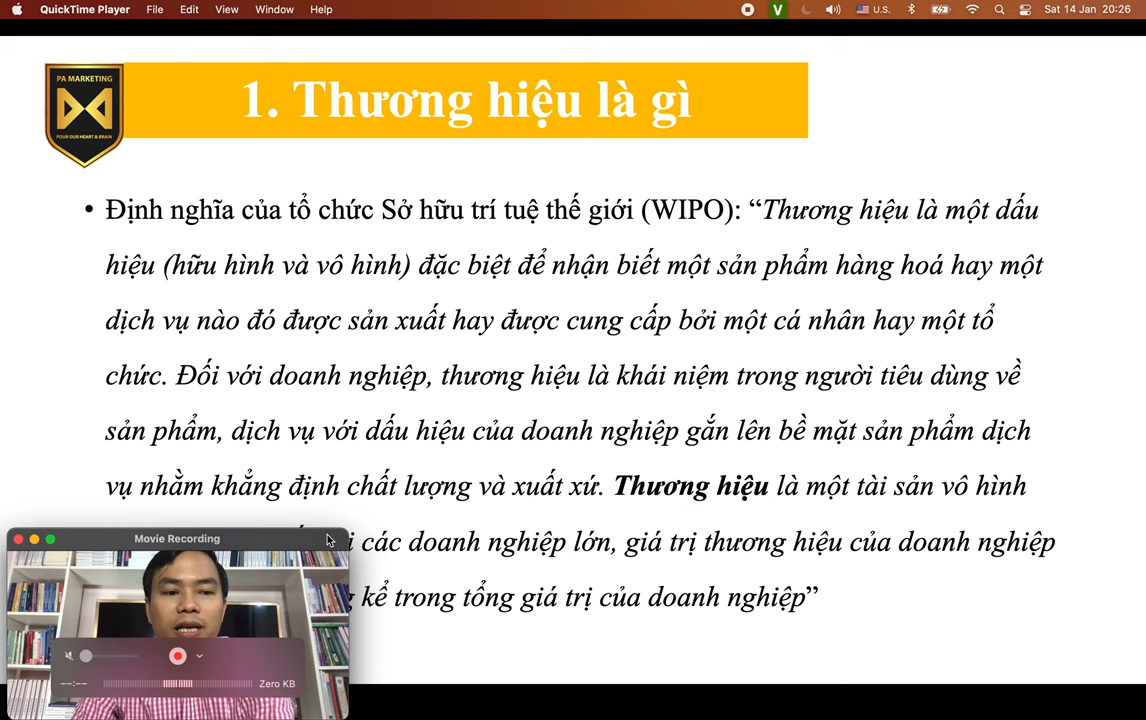 QuickTime Player File Edit View Window Help V U.S. Sat 14 Jan 20:26
PA MARKETING
POUR OUR HEART & BRAIN
1. Thương hiệu là gì
• Định nghĩa của tổ chức Sở hữu trí tuệ thế giới (WIPO): “Thương hiệu là một dấu
hiệu (hữu hình và vô hình) đặc biệt để nhận biết một sản phẩm hàng hoá hay một
dịch vụ nào đó được sản xuất hay được cung cấp bởi một cá nhân hay một tổ
chức. Đối với doanh nghiệp, thương hiệu là khái niệm trong người tiêu dùng về
sản phẩm, dịch vụ với dấu hiệu của doanh nghiệp gắn lên bề mặt sản phẩm dịch
vụ nhằm khẳng định chất lượng và xuất xứ. Thương hiệu là một tài sản vô hình
các doanh nghiệp lớn, giá trị thương hiệu của doanh nghiệp
kể trong tổng giá trị của doanh nghiệp”
Movie Recording
--:-- Zero KB